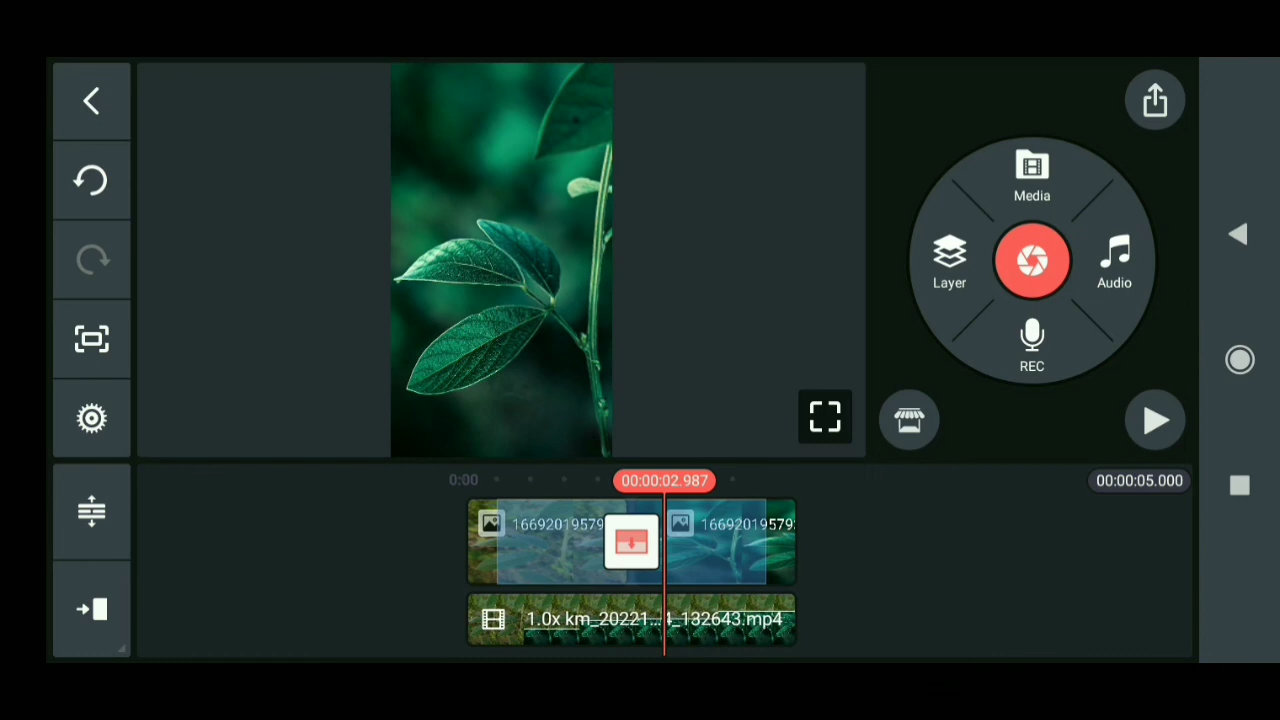 Media
Layer
Audio
REC
0:00
00:00:02.987
00:00:05.000
16692019579
16692019579
1.0x km_20221...4_132643.mp4